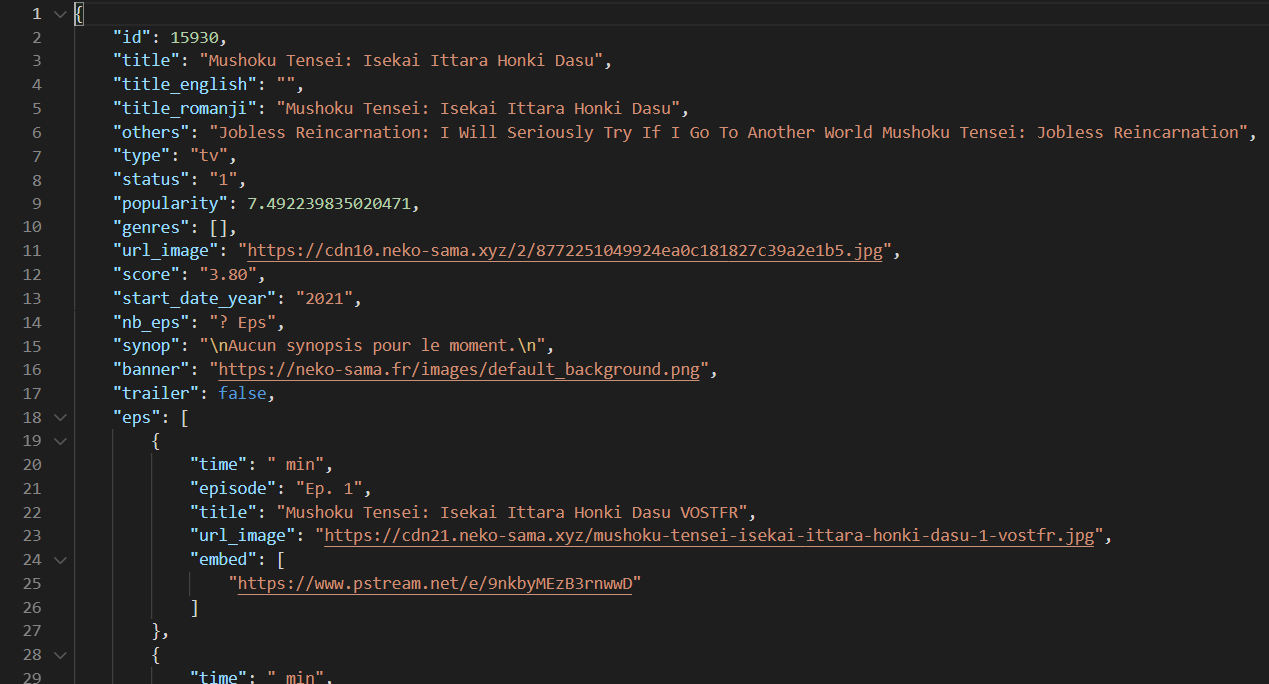 1 {
2 "id": 15930,
3 "title": "Mushoku Tensei: Isekai Ittara Honki Dasu",
4 "title_english": "",
5 "title_romanji": "Mushoku Tensei: Isekai Ittara Honki Dasu",
6 "others": "Jobless Reincarnation: I Will Seriously Try If I Go To Another World Mushoku Tensei: Jobless Reincarnation",
7 "type": "tv",
8 "status": "1",
9 "popularity": 7.492239835020471,
10 "genres": [],
11 "url_image": "https://cdn10.neko-sama.xyz/2/8772251049924ea0c181827c39a2e1b5.jpg",
12 "score": "3.80",
13 "start_date_year": "2021",
14 "nb_eps": "? Eps",
15 "synop": "\nAucun synopsis pour le moment.\n",
16 "banner": "https://neko-sama.fr/images/default_background.png",
17 "trailer": false,
18 "eps": [
19 {
20 "time": " min",
21 "episode": "Ep. 1",
22 "title": "Mushoku Tensei: Isekai Ittara Honki Dasu VOSTFR",
23 "url_image": "https://cdn21.neko-sama.xyz/mushoku-tensei-isekai-ittara-honki-dasu-1-vostfr.jpg",
24 "embed": [
25 "https://www.pstream.net/e/9nkbyMEzB3rnwwD"
26 ]
27 },
28 {
29 "time": " min",